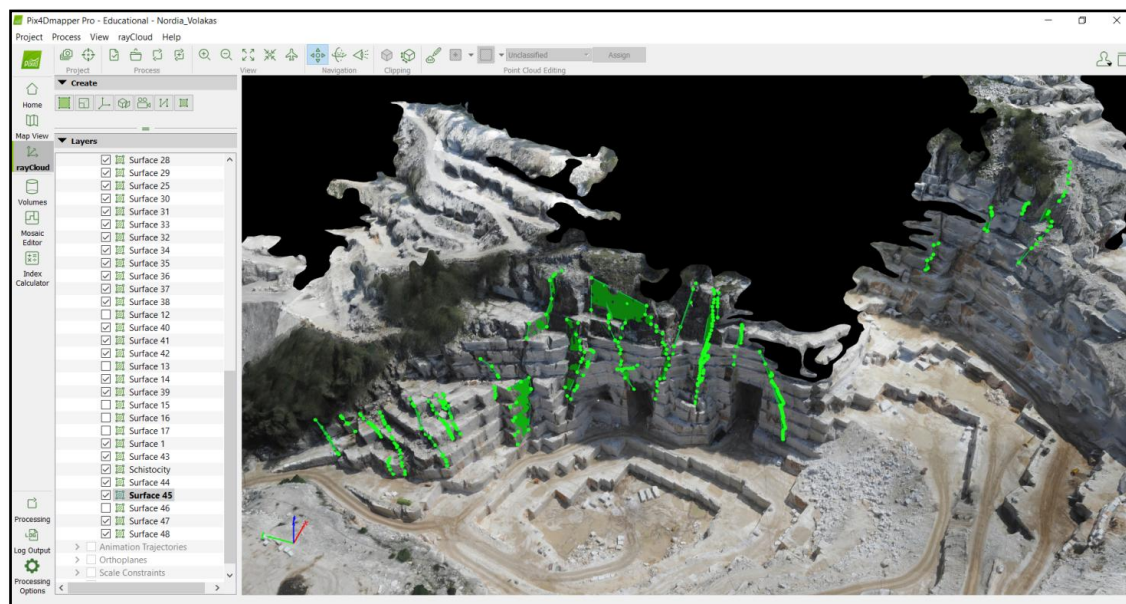 Pix4Dmapper Pro - Educational - Nordia_Volakas
Project Process View rayCloud Help
Unclassified
Assign
Project Process View Navigation Clipping Point Cloud Editing
Create
Home
Map View
Layers
rayCloud
Volumes
Mosaic
Editor
Index
Calculator
Surface 28
Surface 29
Surface 25
Surface 30
Surface 31
Surface 33
Surface 32
Surface 34
Surface 35
Surface 36
Surface 37
Surface 38
Surface 12
Surface 40
Surface 41
Surface 42
Surface 13
Surface 14
Surface 39
Surface 15
Surface 16
Surface 17
Surface 1
Surface 43
Schistocity
Surface 44
Surface 45
Surface 46
Surface 47
Surface 48
Animation Trajectories
Orthoplanes
Scale Constraints
Processing
Log Output
Processing
Options